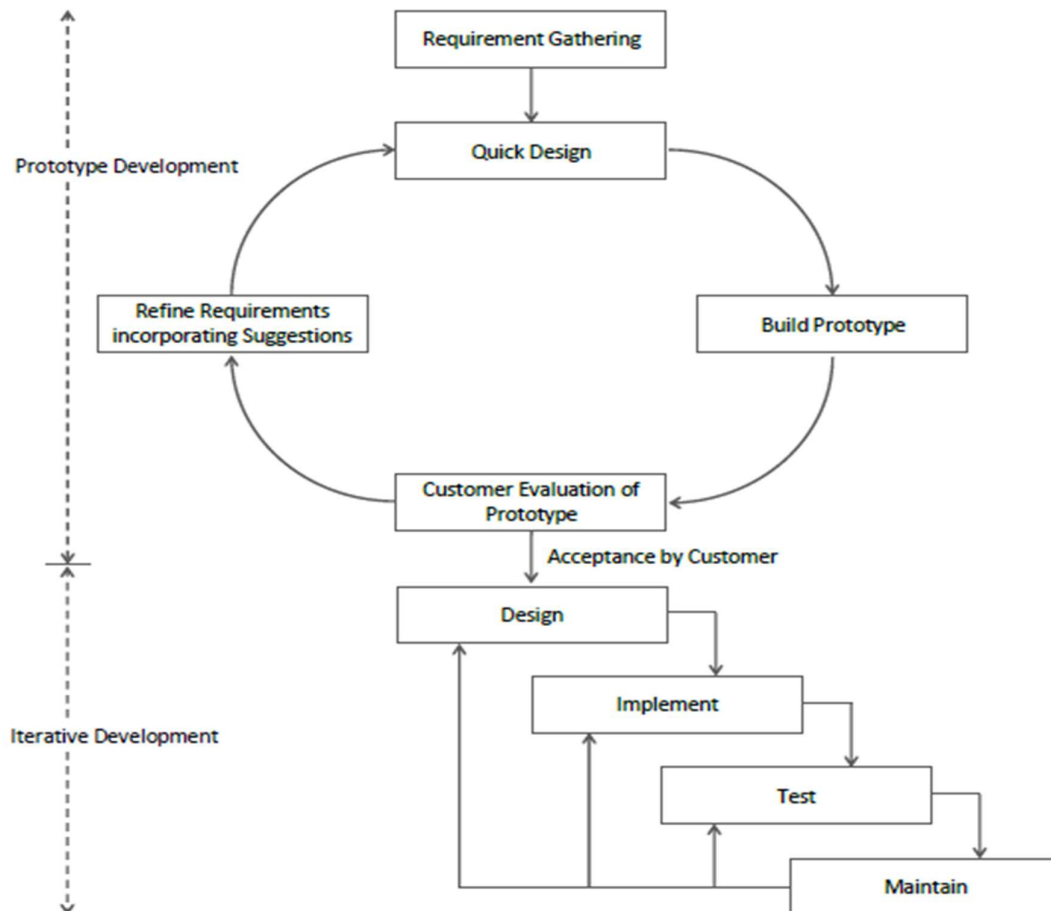 Requirement Gathering
Quick Design
Prototype Development
Refine Requirements
incorporating Suggestions
Build Prototype
Customer Evaluation of
Prototype
Acceptance by Customer
Design
Implement
Iterative Development
Test
Maintain